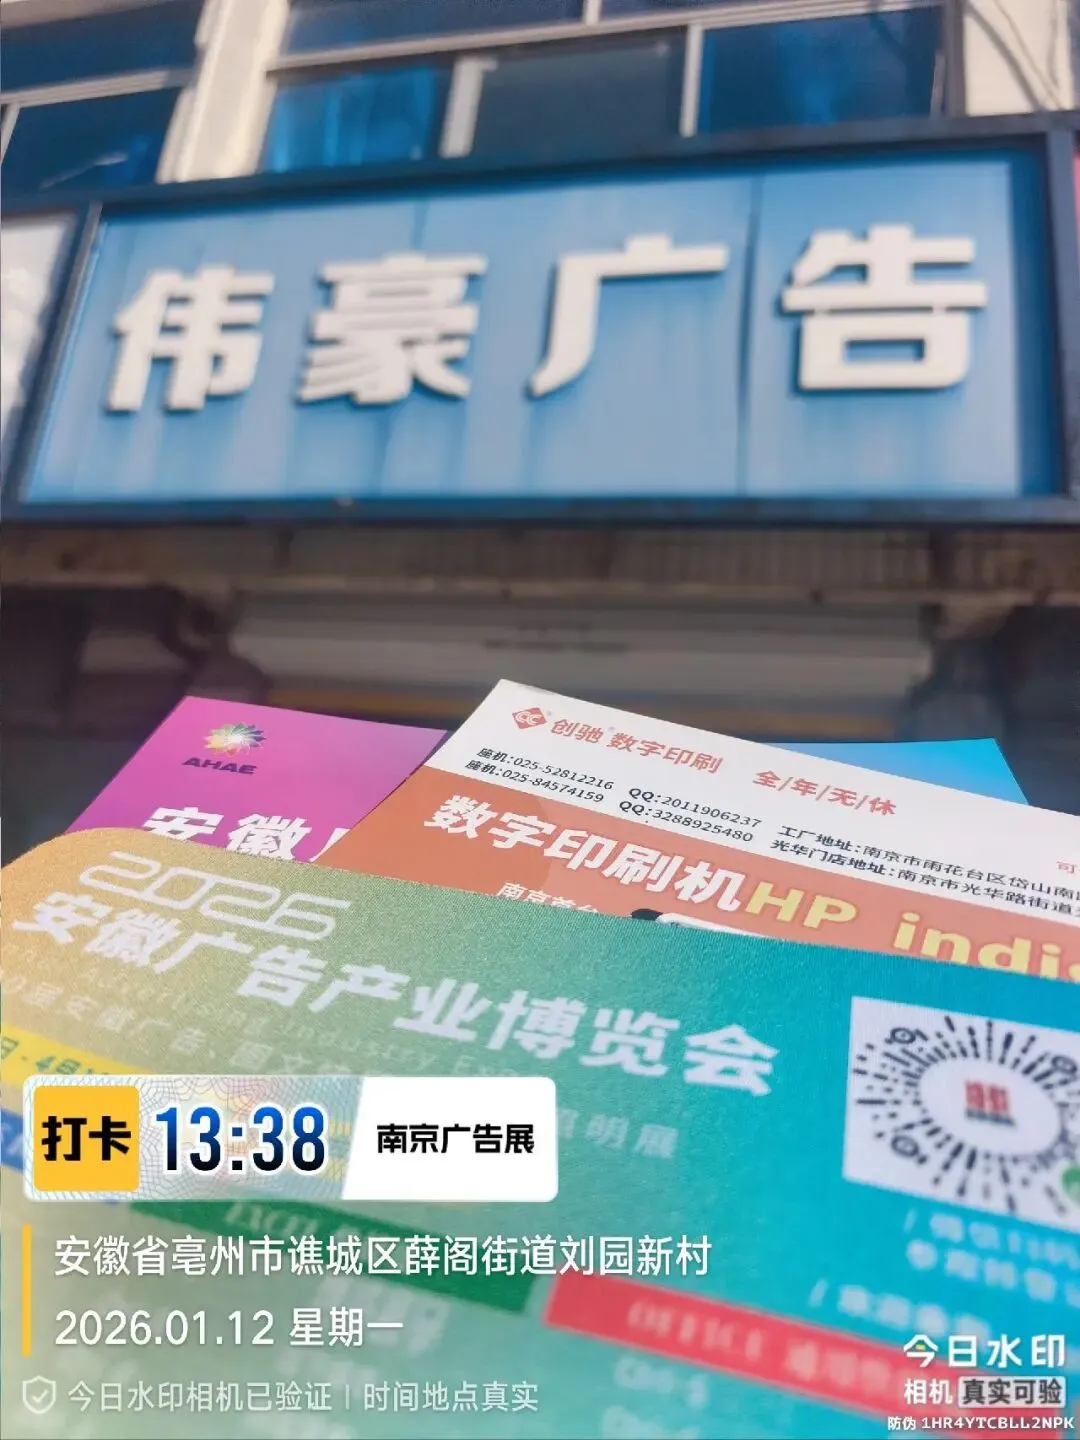 伟豪广告
AHAE
安徽
创驰 数字印刷
全/年/无/休
座机:025-52812216
座机:025-84574159
QQ:2011906237
QQ:3288925480
工厂地址:南京市雨花台区岱山南
光华门店地址:南京市光华路街道
数字印刷机HP indi
南京首台
2026
安徽广告产业博览会
打卡
13:38
南京广告展
安徽省亳州市谯城区薛阁街道刘园新村
2026.01.12 星期一
今日水印相机已验证 | 时间地点真实
今日水印
相机 真实可验
防伪 1HR4YTCBLL2NPK